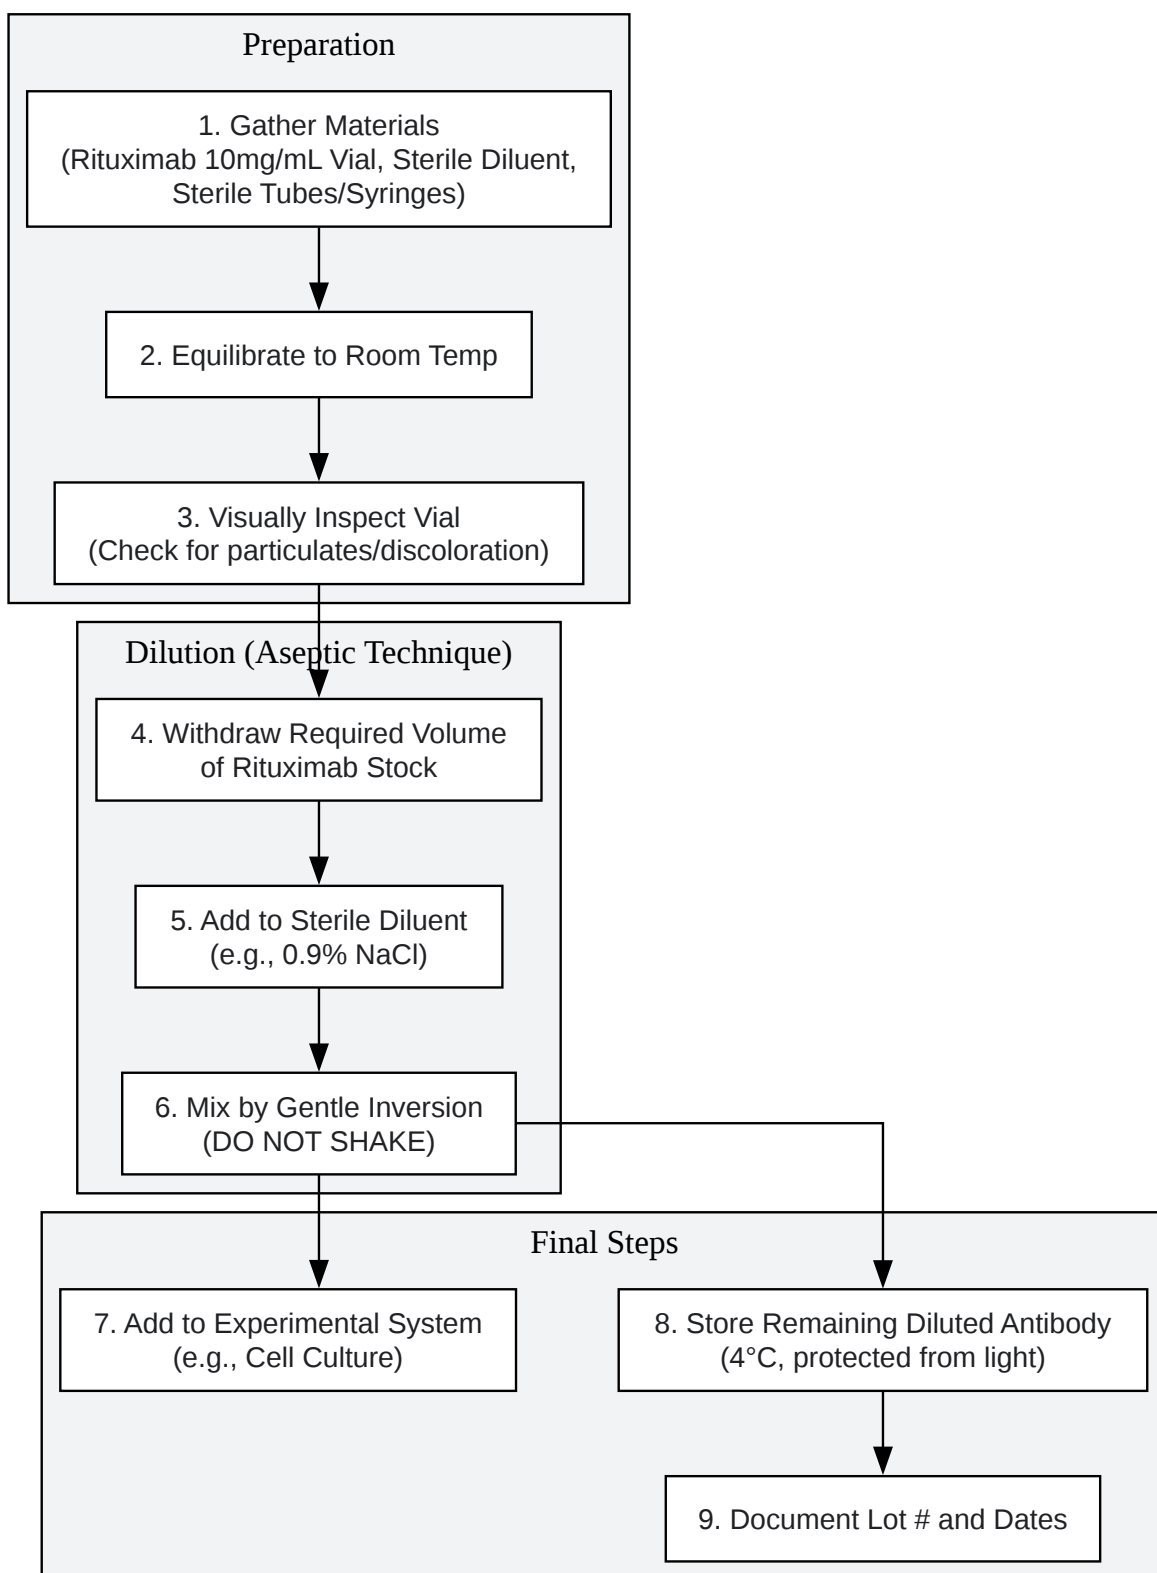 Preparation
1. Gather Materials
(Rituximab 10mg/mL Vial, Sterile Diluent,
Sterile Tubes/Syringes)
2. Equilibrate to Room Temp
3. Visually Inspect Vial
(Check for particulates/discoloration)
Dilution (Aseptic Technique)
4. Withdraw Required Volume
of Rituximab Stock
5. Add to Sterile Diluent
(e.g., 0.9% NaCl)
6. Mix by Gentle Inversion
(DO NOT SHAKE)
Final Steps
7. Add to Experimental System
(e.g., Cell Culture)
8. Store Remaining Diluted Antibody
(4°C, protected from light)
9. Document Lot # and Dates